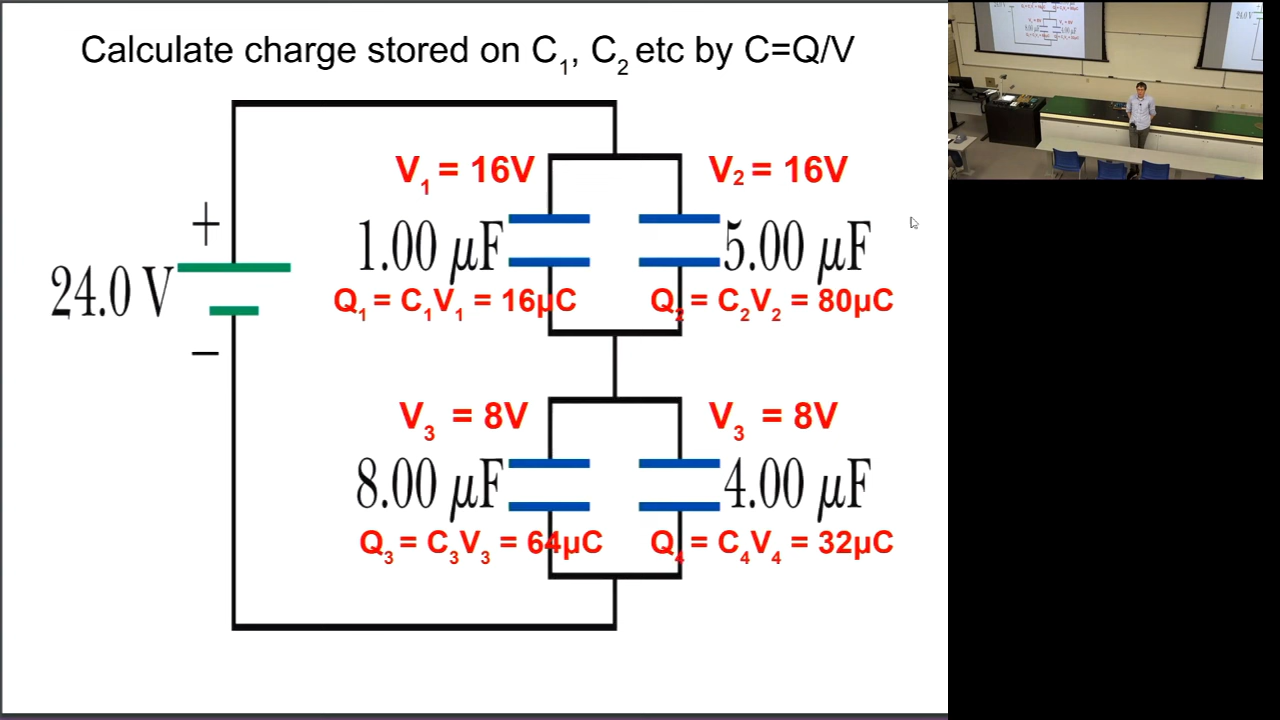 Calculate charge stored on C1, C2 etc by C=Q/V
V1 = 16V
V2 = 16V
+
1.00 μF
5.00 μF
24.0 V
Q1 = C1V1 = 16μC
Q2 = C2V2 = 80μC
−
V3 = 8V
V3 = 8V
8.00 μF
4.00 μF
Q3 = C3V3 = 64μC
Q4 = C4V4 = 32μC